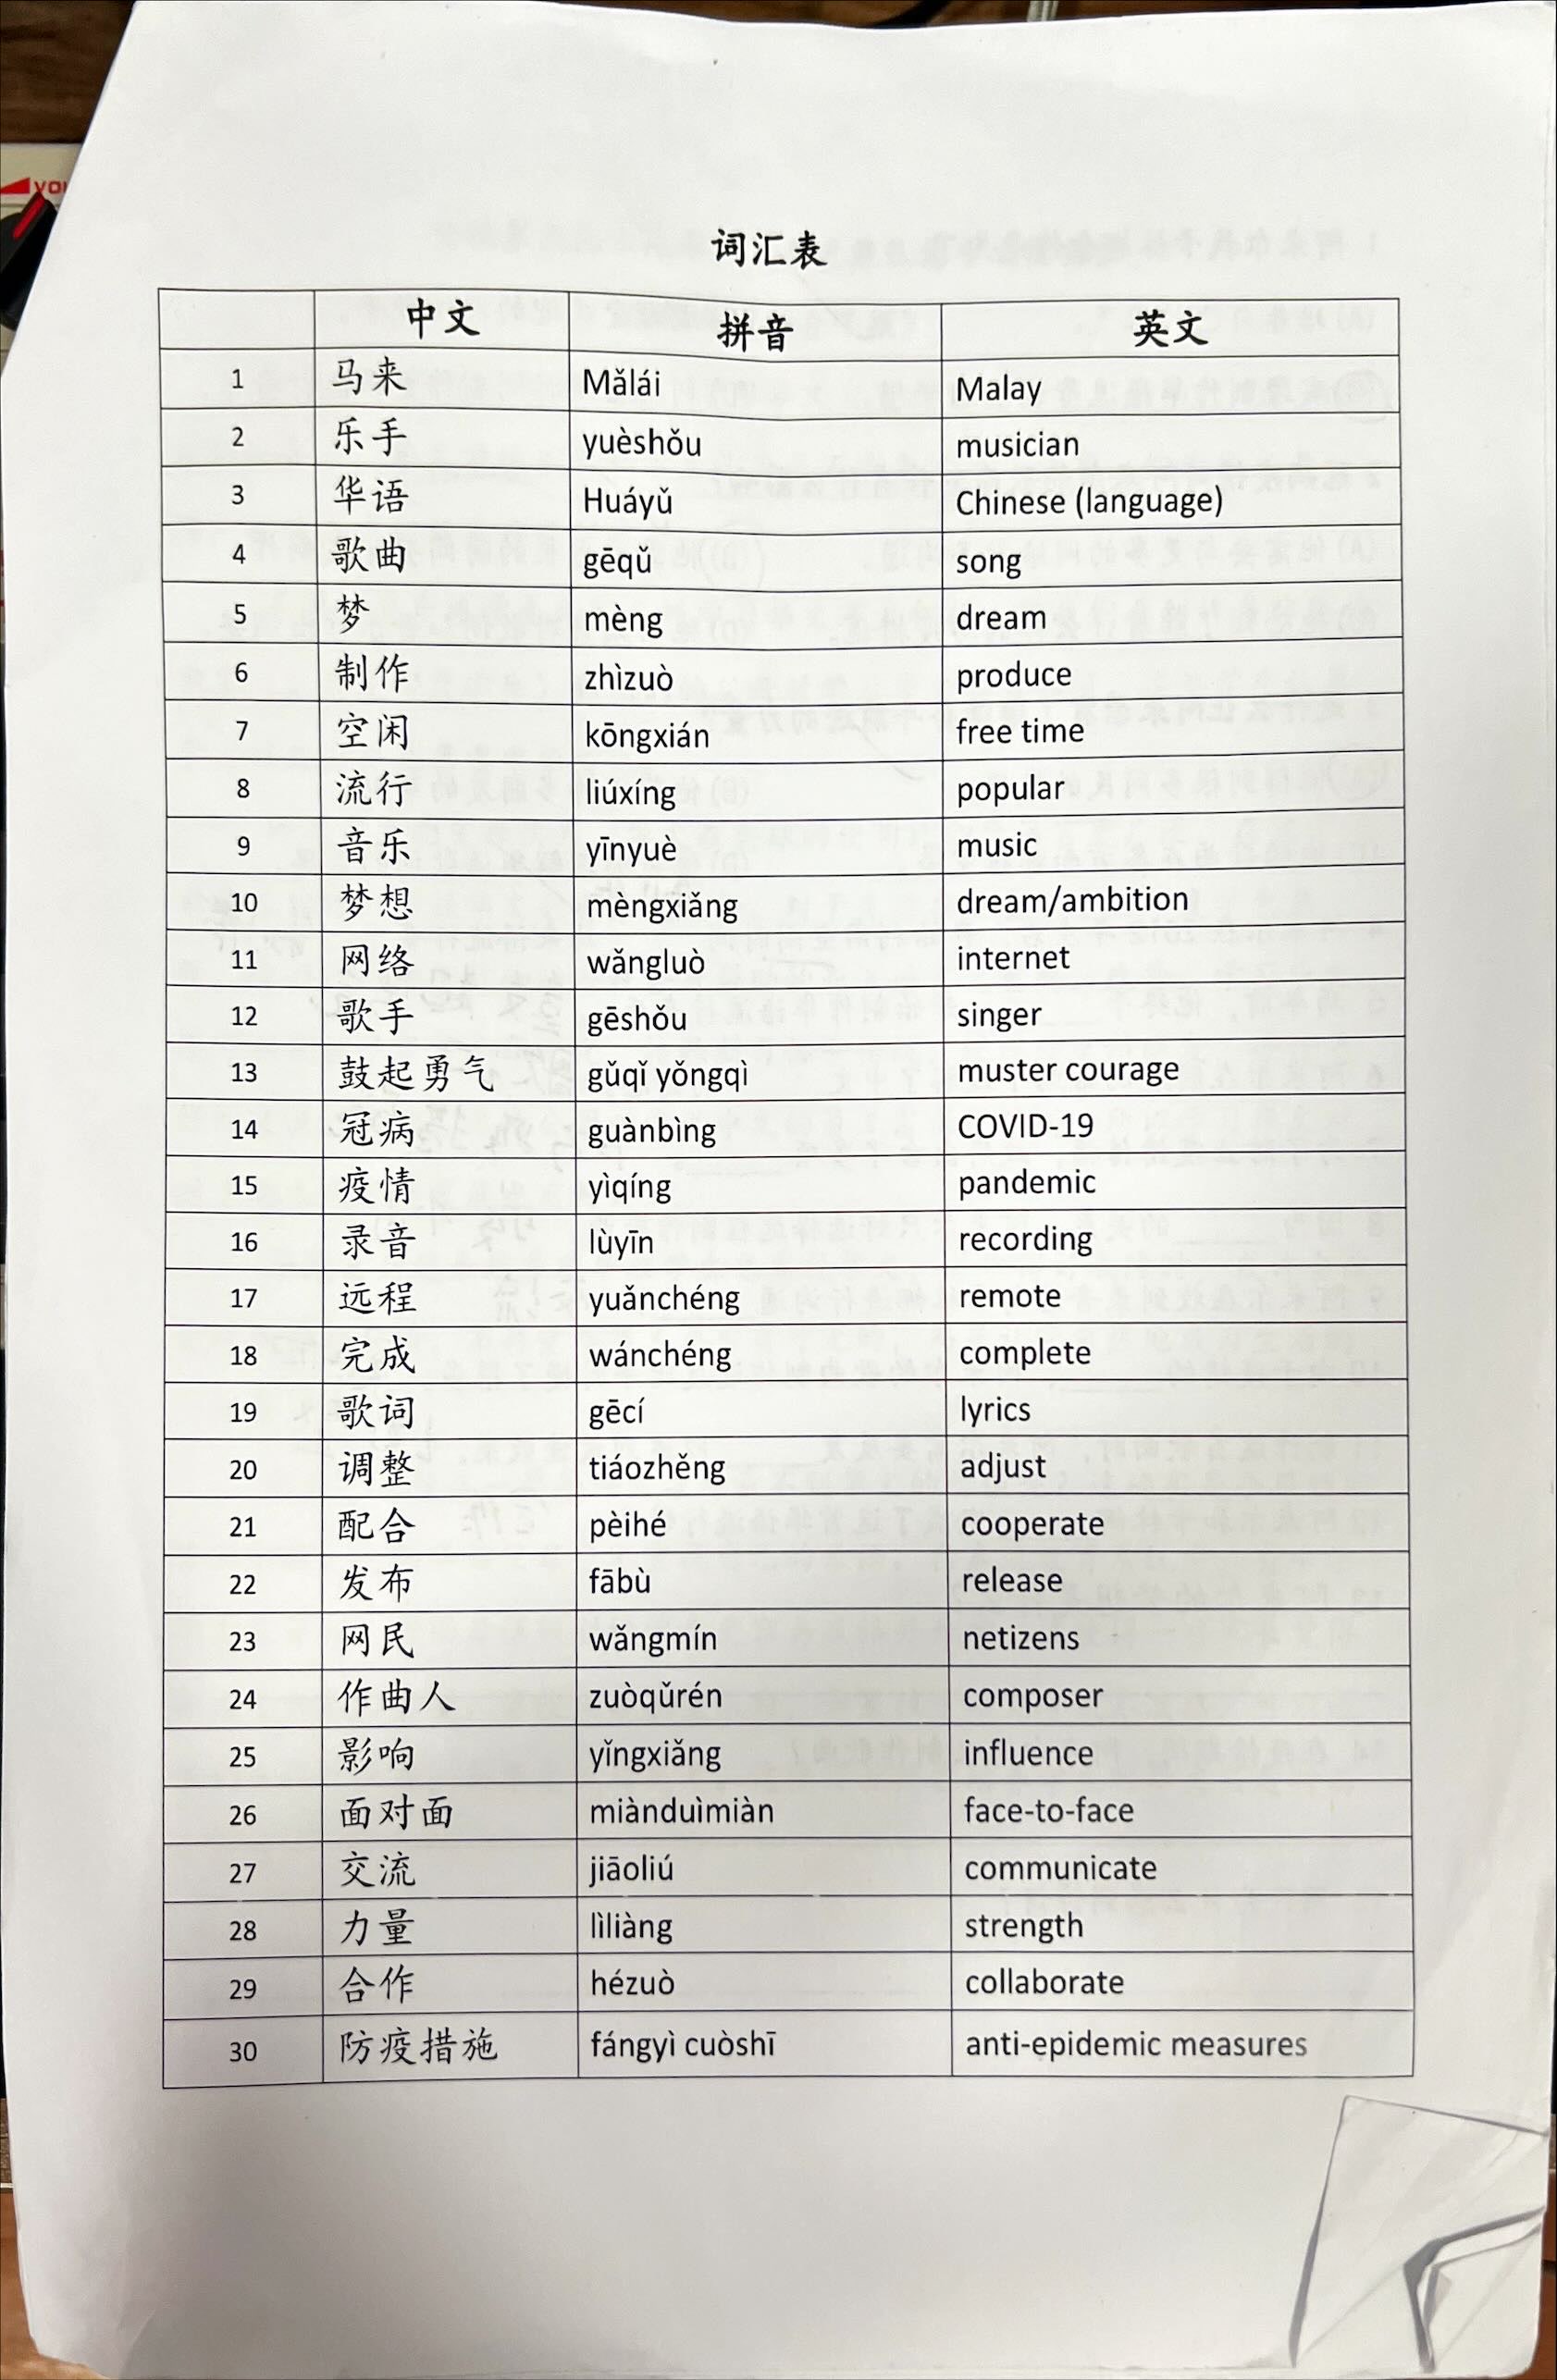 词汇表
中文 拼音 英文
1 马来 Mǎlái Malay
2 乐手 yuèshǒu musician
3 华语 Huáyǔ Chinese (language)
4 歌曲 gēqǔ song
5 梦 mèng dream
6 制作 zhìzuò produce
7 空闲 kōngxián free time
8 流行 liúxíng popular
9 音乐 yīnyuè music
10 梦想 mèngxiǎng dream/ambition
11 网络 wǎngluò internet
12 歌手 gēshǒu singer
13 鼓起勇气 gǔqǐ yǒngqì muster courage
14 冠病 guànbìng COVID-19
15 疫情 yìqíng pandemic
16 录音 lùyīn recording
17 远程 yuǎnchéng remote
18 完成 wánchéng complete
19 歌词 gēcí lyrics
20 调整 tiáozhěng adjust
21 配合 pèihé cooperate
22 发布 fābù release
23 网民 wǎngmín netizens
24 作曲人 zuòqǔrén composer
25 影响 yǐngxiǎng influence
26 面对面 miànduìmiàn face-to-face
27 交流 jiāoliú communicate
28 力量 lìliàng strength
29 合作 hézuò collaborate
30 防疫措施 fángyì cuòshī anti-epidemic measures